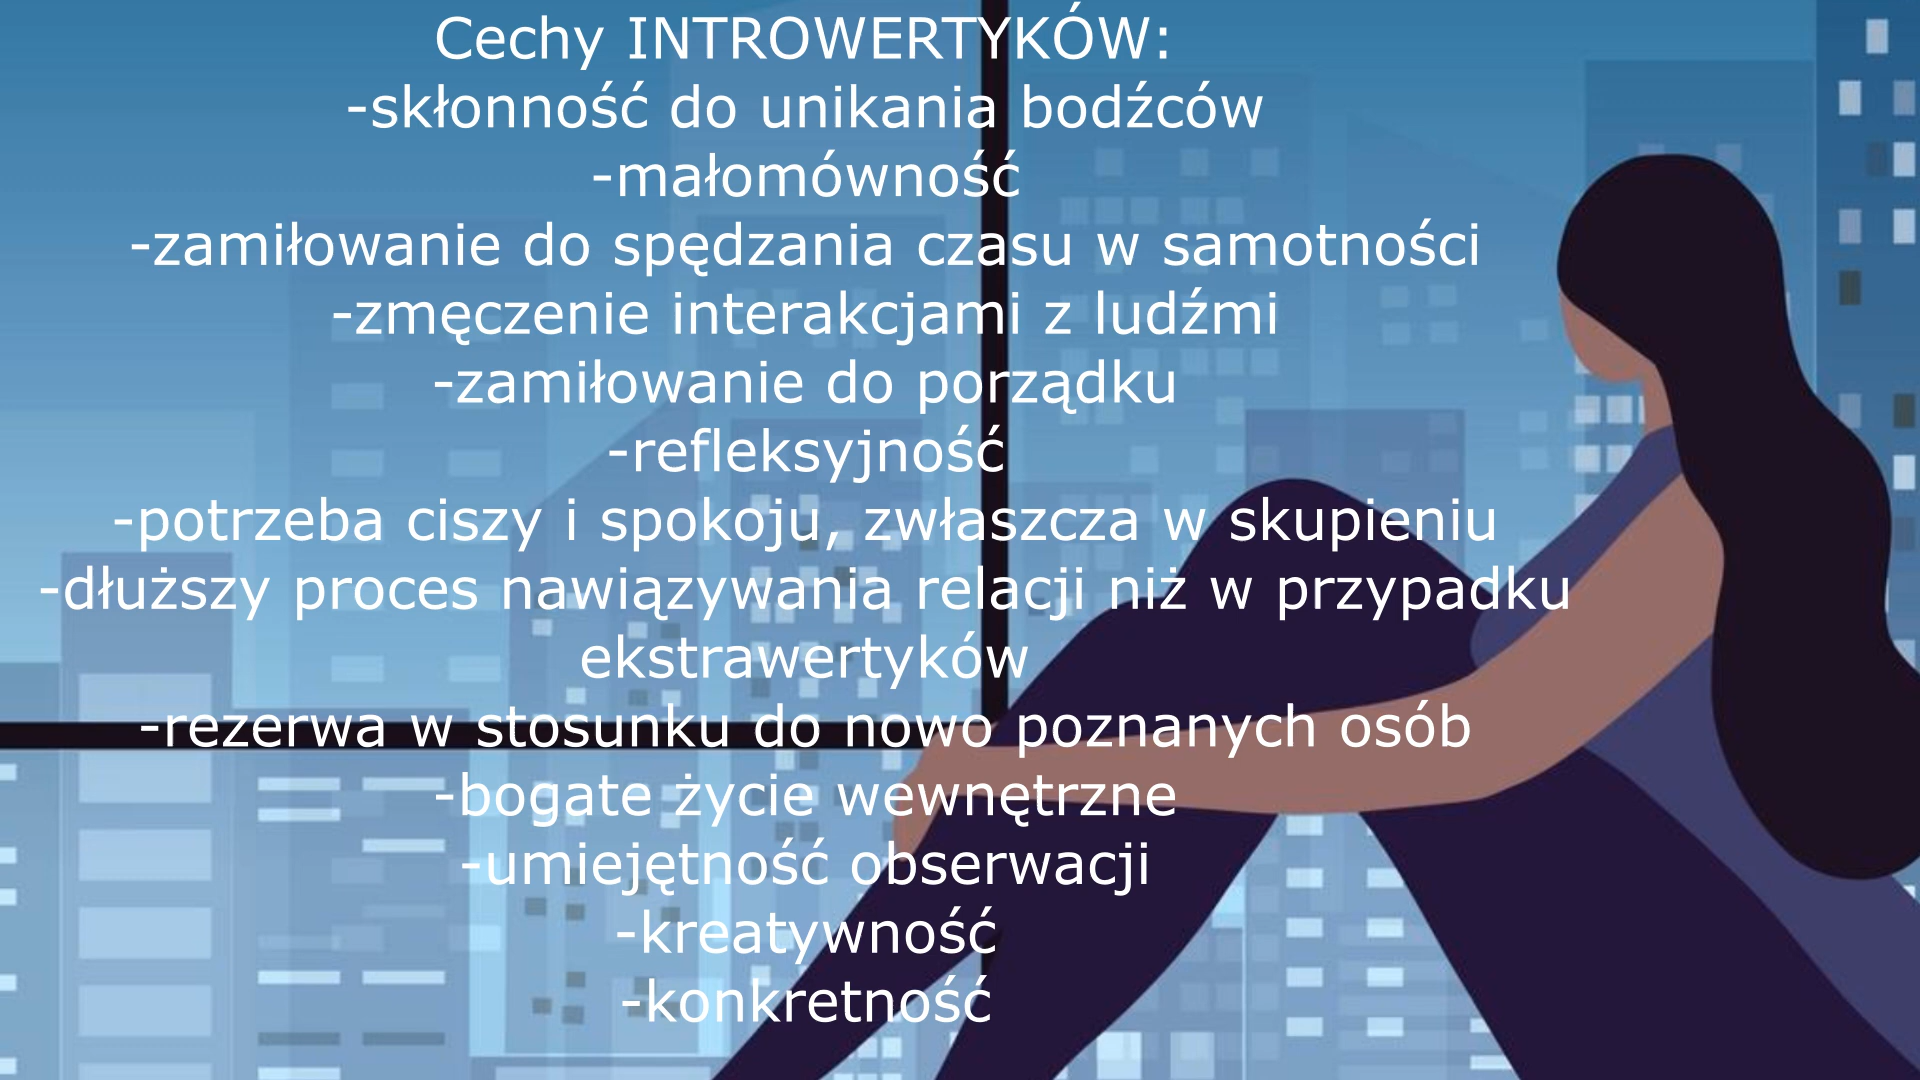 Cechy INTROWERTYKÓW:
-skłonność do unikania bodźców
-małomówność
-zamiłowanie do spędzania czasu w samotności
-zmęczenie interakcjami z ludźmi
-zamiłowanie do porządku
-refleksyjność
-potrzeba ciszy i spokoju, zwłaszcza w skupieniu
-dłuższy proces nawiązywania relacji niż w przypadku
ekstrawertyków
-rezerwa w stosunku do nowo poznanych osób
-bogate życie wewnętrzne
-umiejętność obserwacji
-kreatywność
-konkretność